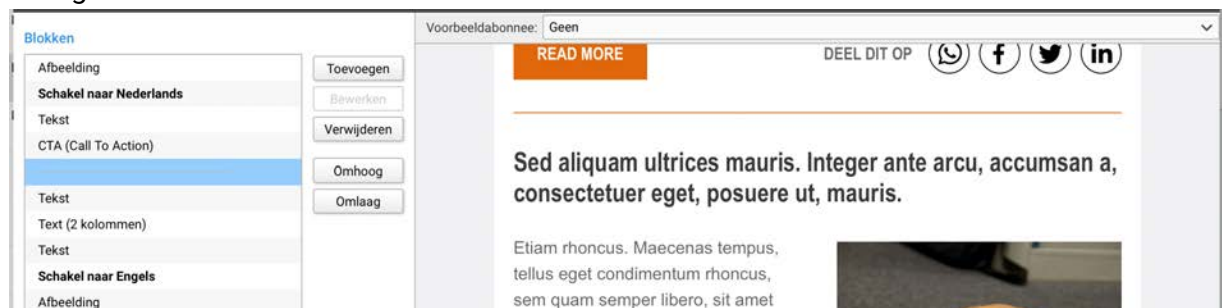 Blokken
Afbeelding
Schakel naar Nederlands
Tekst
CTA (Call To Action)
Tekst
Text (2 kolommen)
Tekst
Schakel naar Engels
Afbeelding
Toevoegen
Bewerken
Verwijderen
Omhoog
Omlaag
Voorbeeldabonnee: Geen
READ MORE
DEEL DIT OP
Sed aliquam ultrices mauris. Integer ante arcu, accumsan a,
consectetuer eget, posuere ut, mauris.
Etiam rhoncus. Maecenas tempus,
tellus eget condimentum rhoncus,
sem quam semper libero, sit amet